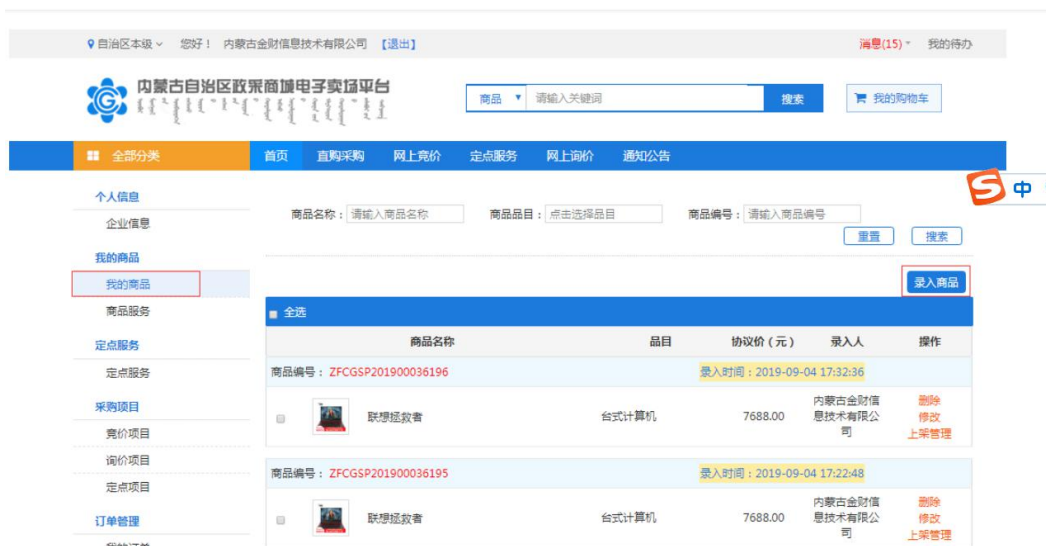 自治区本级 您好！ 内蒙古金财信息技术有限公司 【退出】 消息(15) 我的待办
内蒙古自治区政采商城电子卖场平台
商品 请输入关键词 搜索 我的购物车
全部分类 首页 直购采购 网上竞价 定点服务 网上询价 通知公告
中
个人信息
企业信息
我的商品
我的商品
商品服务
定点服务
定点服务
采购项目
竞价项目
询价项目
定点项目
订单管理
我的订单
商品名称： 请输入商品名称 商品品目： 点击选择品目 商品编号： 请输入商品编号
重置 搜索
录入商品
全选
商品名称 品目 协议价（元） 录入人 操作
商品编号： ZFCGSP201900036196 录入时间：2019-09-04 17:32:36
联想拯救者 台式计算机 7688.00 内蒙古金财信息技术有限公司 删除 修改 上架管理
商品编号： ZFCGSP201900036195 录入时间：2019-09-04 17:22:48
联想拯救者 台式计算机 7688.00 内蒙古金财信息技术有限公司 删除 修改 上架管理